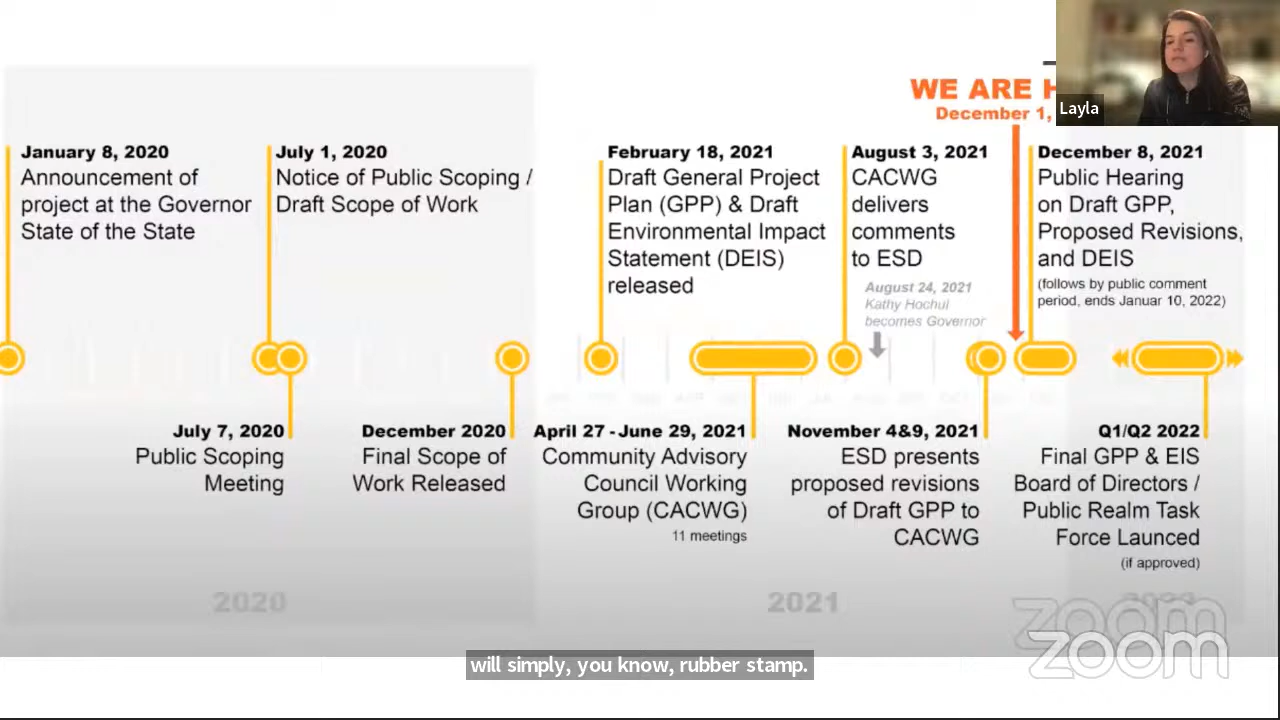 WE ARE
December 1,
Layla
January 8, 2020
Announcement of
project at the Governor
State of the State
July 1, 2020
Notice of Public Scoping /
Draft Scope of Work
February 18, 2021
Draft General Project
Plan (GPP) & Draft
Environmental Impact
Statement (DEIS)
released
August 3, 2021
CACWG
delivers
comments
to ESD
August 24, 2021
Kathy Hochul
becomes Governor
December 8, 2021
Public Hearing
on Draft GPP,
Proposed Revisions,
and DEIS
(follows by public comment
period, ends Januar 10, 2022)
July 7, 2020
Public Scoping
Meeting
December 2020
Final Scope of
Work Released
April 27 - June 29, 2021
Community Advisory
Council Working
Group (CACWG)
11 meetings
November 4&9, 2021
ESD presents
proposed revisions
of Draft GPP to
CACWG
Q1/Q2 2022
Final GPP & EIS
Board of Directors /
Public Realm Task
Force Launced
(if approved)
2020
2021
zoom
zoom
will simply, you know, rubber stamp.